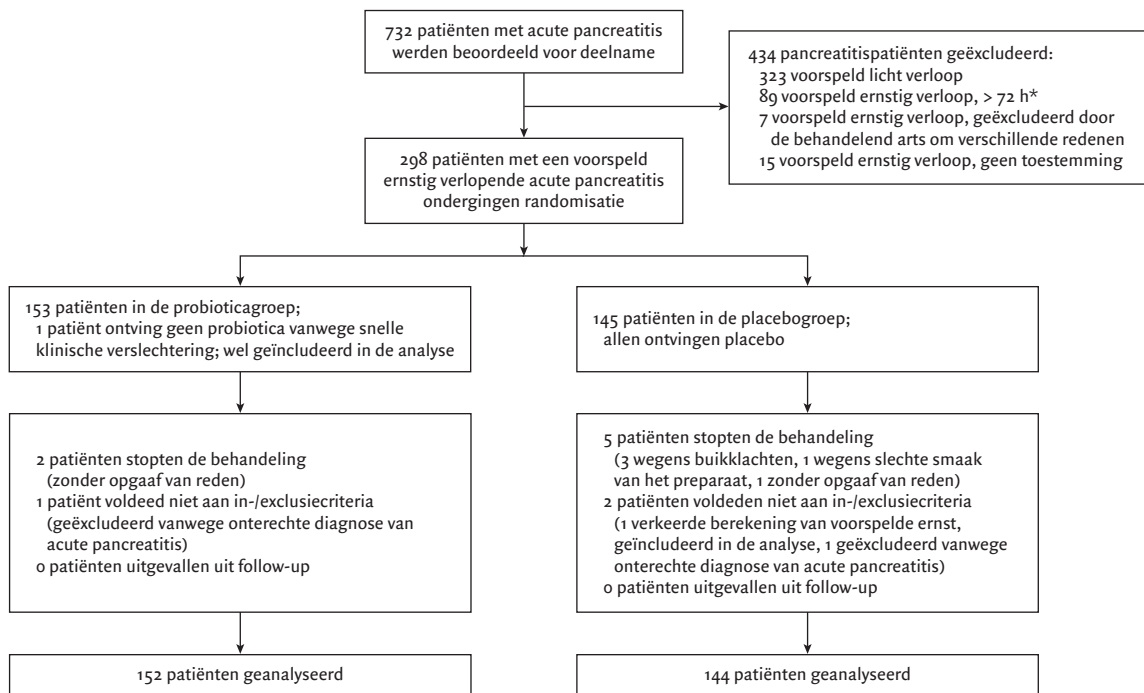 732 patiënten met acute pancreatitis
werden beoordeeld voor deelname
434 pancreatitispatiënten geëxcludeerd:
323 voorspeld licht verloop
89 voorspeld ernstig verloop, > 72 h*
7 voorspeld ernstig verloop, geëxcludeerd door
de behandelend arts om verschillende redenen
15 voorspeld ernstig verloop, geen toestemming
298 patiënten met een voorspeld
ernstig verlopende acute pancreatitis
ondergingen randomisatie
153 patiënten in de probioticagroep;
1 patiënt ontving geen probiotica vanwege snelle
klinische verslechtering; wel geïncludeerd in de analyse
145 patiënten in de placebogroep;
allen ontvingen placebo
2 patiënten stopten de behandeling
(zonder opgaaf van reden)
1 patiënt voldeed niet aan in-/exclusiecriteria
(geëxcludeerd vanwege onterechte diagnose van
acute pancreatitis)
0 patiënten uitgevallen uit follow-up
5 patiënten stopten de behandeling
(3 wegens buikklachten, 1 wegens slechte smaak
van het preparaat, 1 zonder opgaaf van reden)
2 patiënten voldeden niet aan in-/exclusiecriteria
(1 verkeerde berekening van voorspelde ernst,
geïncludeerd in de analyse, 1 geëxcludeerd vanwege
onterechte diagnose van acute pancreatitis)
0 patiënten uitgevallen uit follow-up
152 patiënten geanalyseerd
144 patiënten geanalyseerd